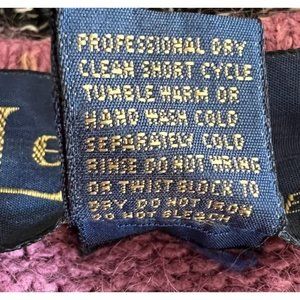 PROFESSIONAL DRY
CLEAN SHORT CYCLE
TUMBLE WARM OR
HAND WASH COLD
SEPARATELY COLD
RINSE DO NOT WRING
OR TWIST BLOCK TO
DRY DO NOT IRON
DO NOT BLEACH